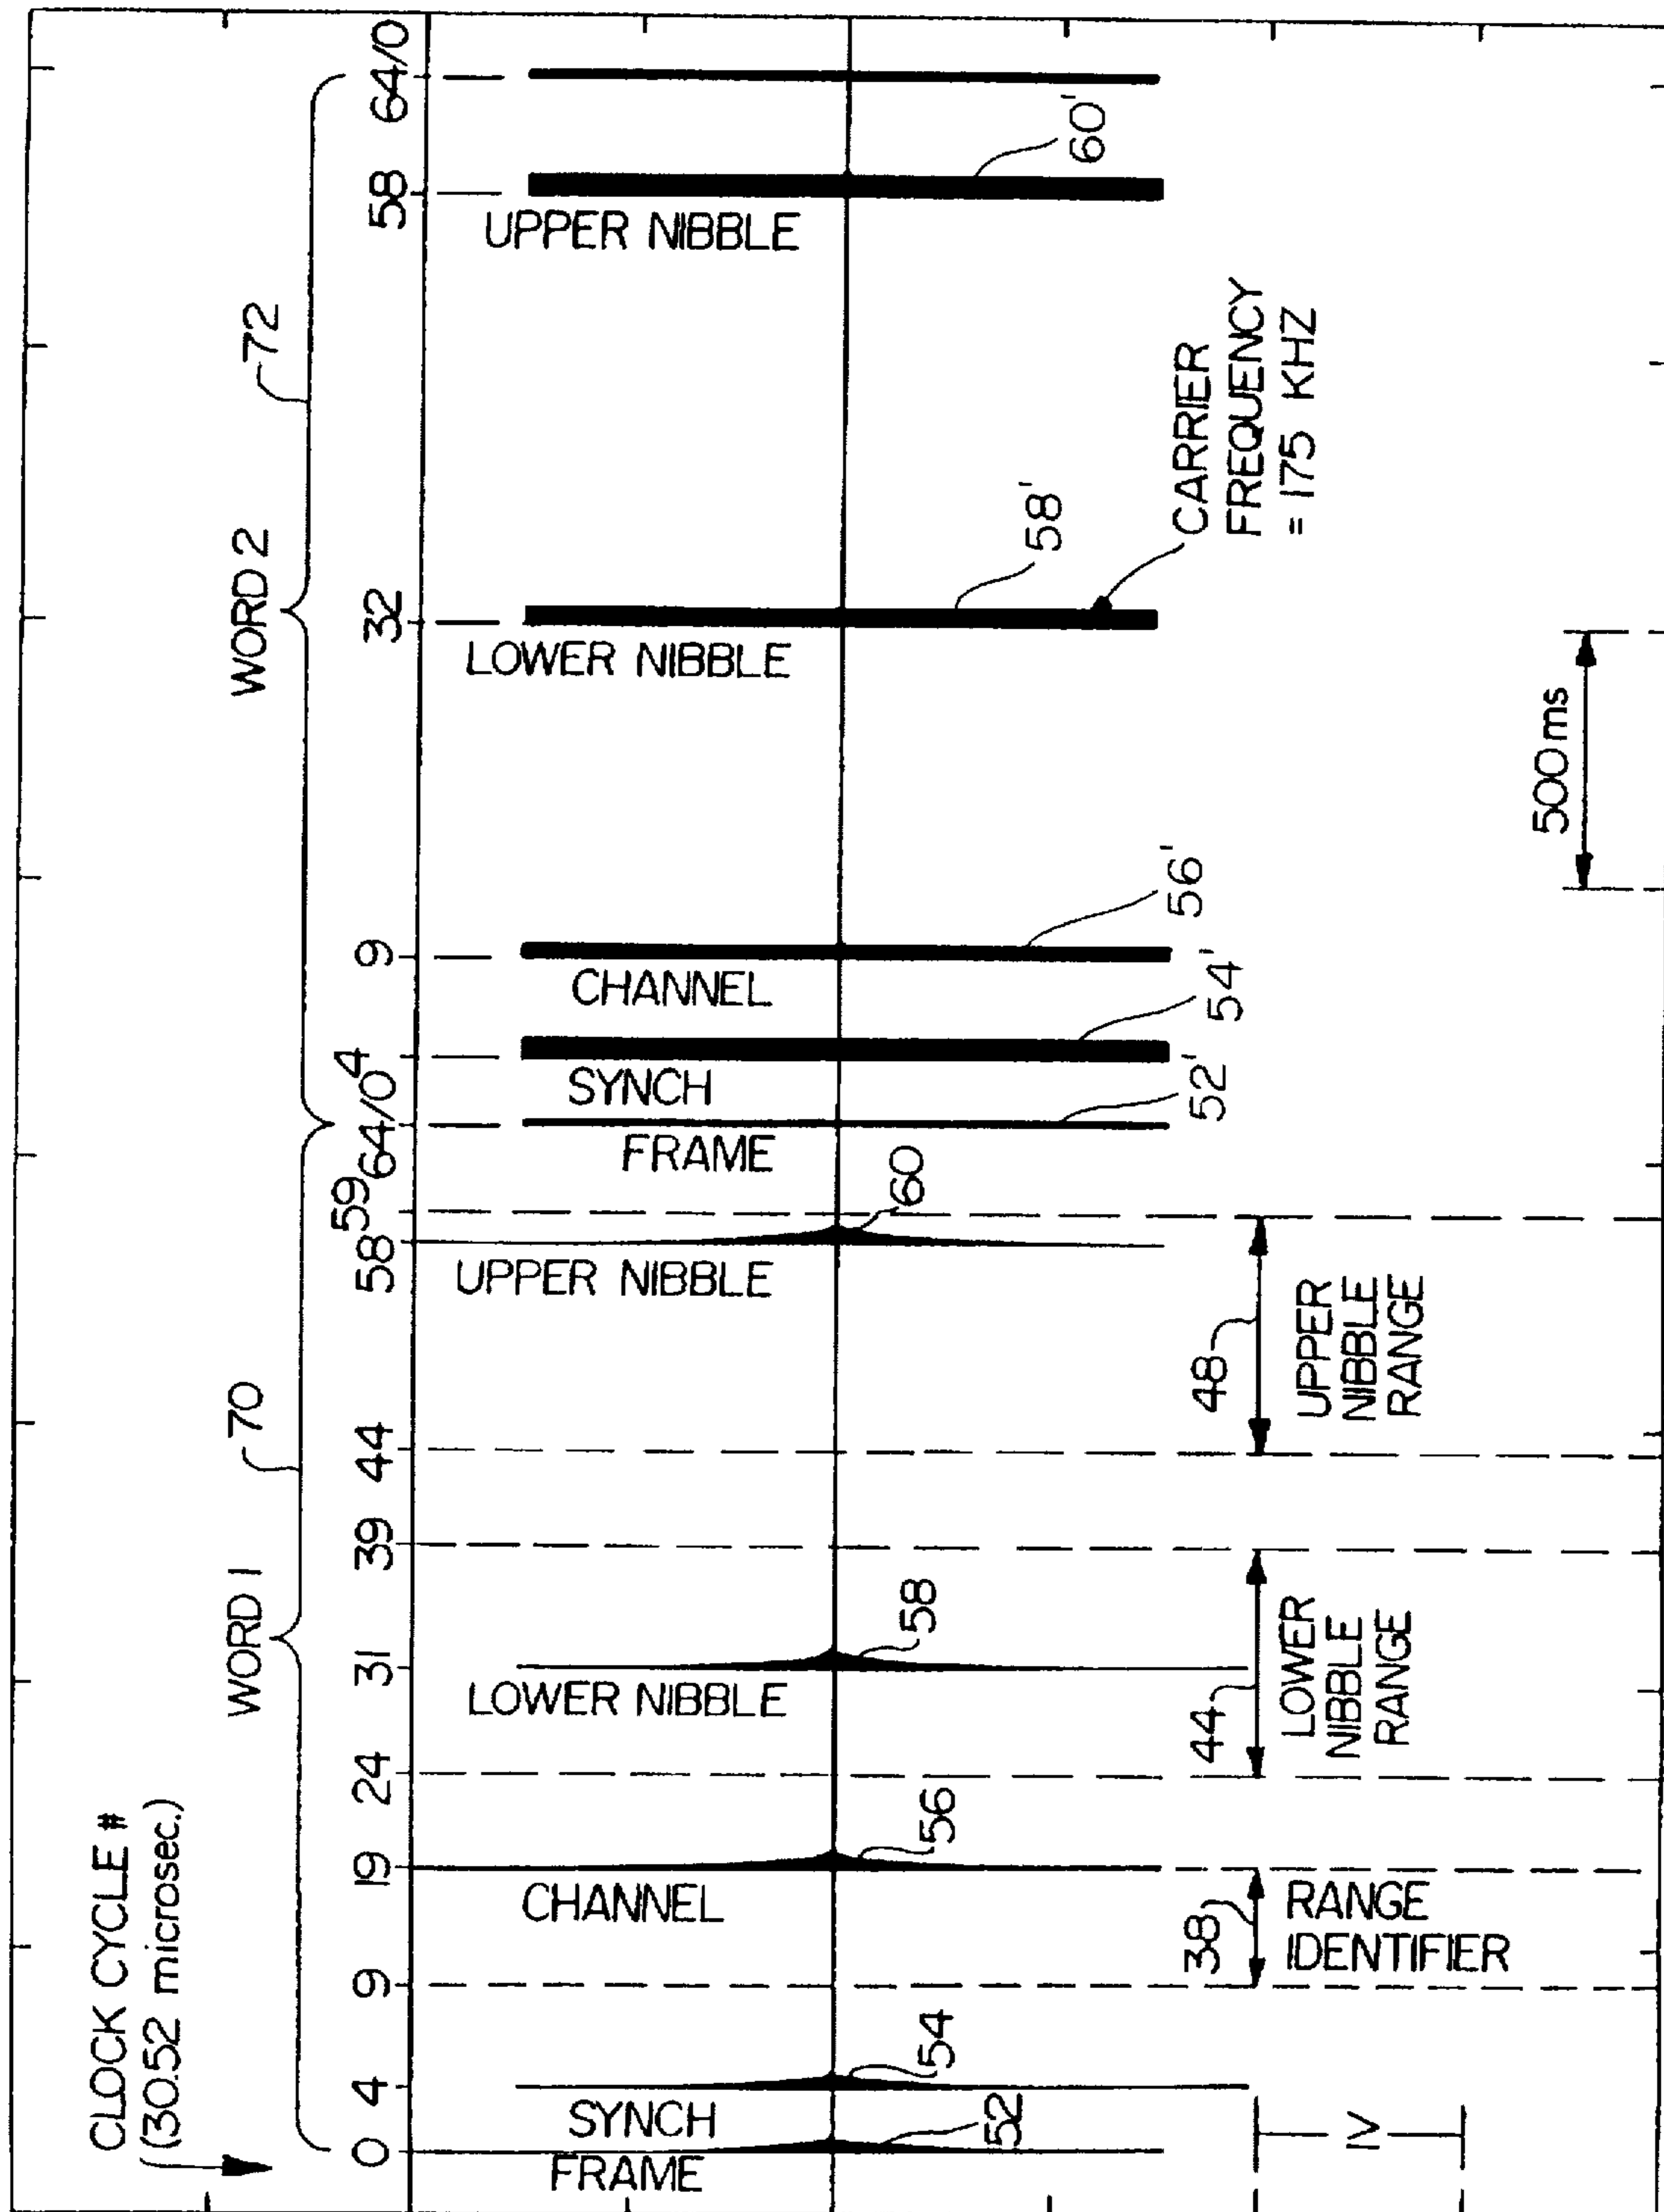 CLOCK CYCLE #
(30.52 microsec.)
WORD 1
70
WORD 2
72
0 4 9 19 24 31 39 44 58 59 64/0 4 9 32 58 64/0
FRAME
SYNCH
CHANNEL
LOWER NIBBLE
UPPER NIBBLE
FRAME
SYNCH
CHANNEL
LOWER NIBBLE
UPPER NIBBLE
52
54
56
58
60
52'
54'
56'
58'
60'
CARRIER
FREQUENCY
= 175 KHZ
38
RANGE
IDENTIFIER
44
LOWER
NIBBLE
RANGE
48
UPPER
NIBBLE
RANGE
1V
500 ms